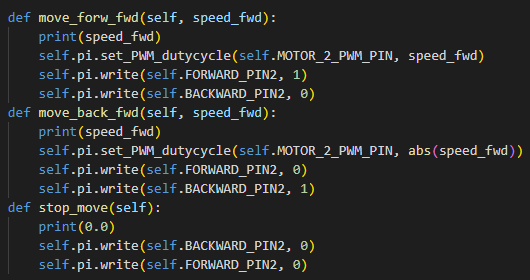 def move_forw_fwd(self, speed_fwd):
    print(speed_fwd)
    self.pi.set_PWM_dutycycle(self.MOTOR_2_PWM_PIN, speed_fwd)
    self.pi.write(self.FORWARD_PIN2, 1)
    self.pi.write(self.BACKWARD_PIN2, 0)
def move_back_fwd(self, speed_fwd):
    print(speed_fwd)
    self.pi.set_PWM_dutycycle(self.MOTOR_2_PWM_PIN, abs(speed_fwd))
    self.pi.write(self.FORWARD_PIN2, 0)
    self.pi.write(self.BACKWARD_PIN2, 1)
def stop_move(self):
    print(0.0)
    self.pi.write(self.BACKWARD_PIN2, 0)
    self.pi.write(self.FORWARD_PIN2, 0)